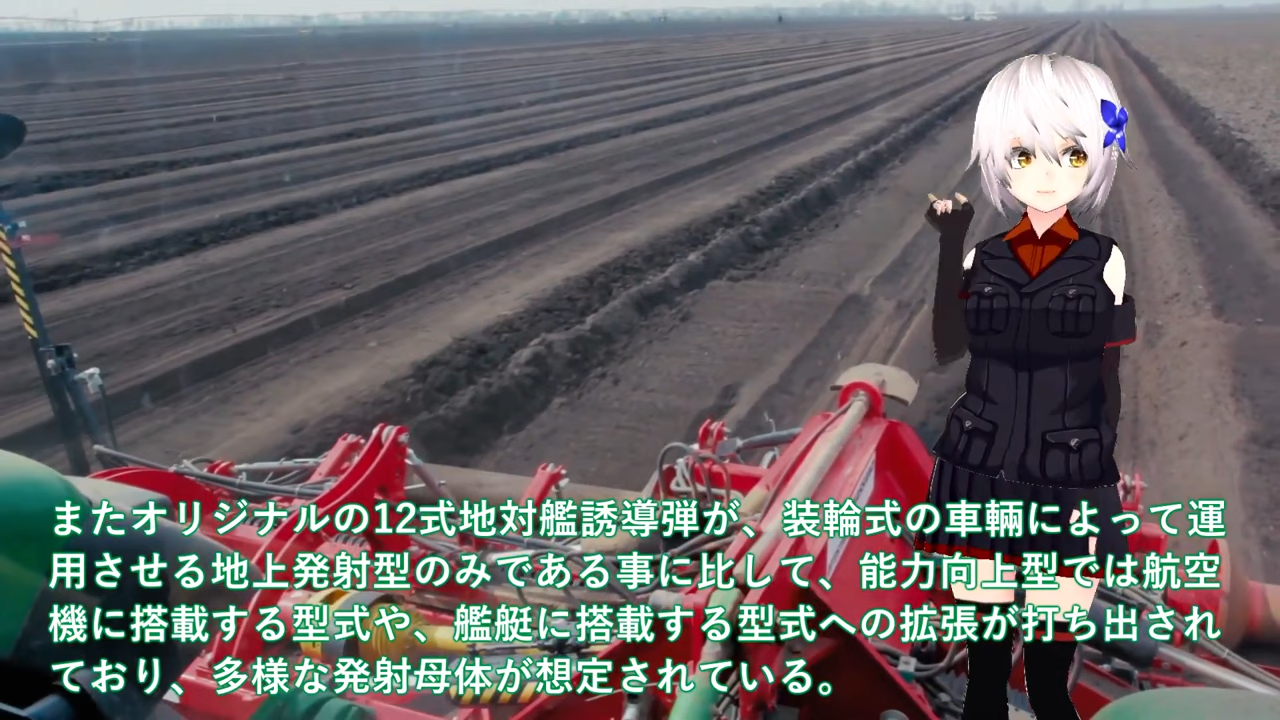 またオリジナルの12式地対艦誘導弾が、装輪式の車輌によって運
用させる地上発射型のみである事に比して、能力向上型では航空
機に搭載する型式や、艦艇に搭載する型式への拡張が打ち出され
ており、多様な発射母体が想定されている。